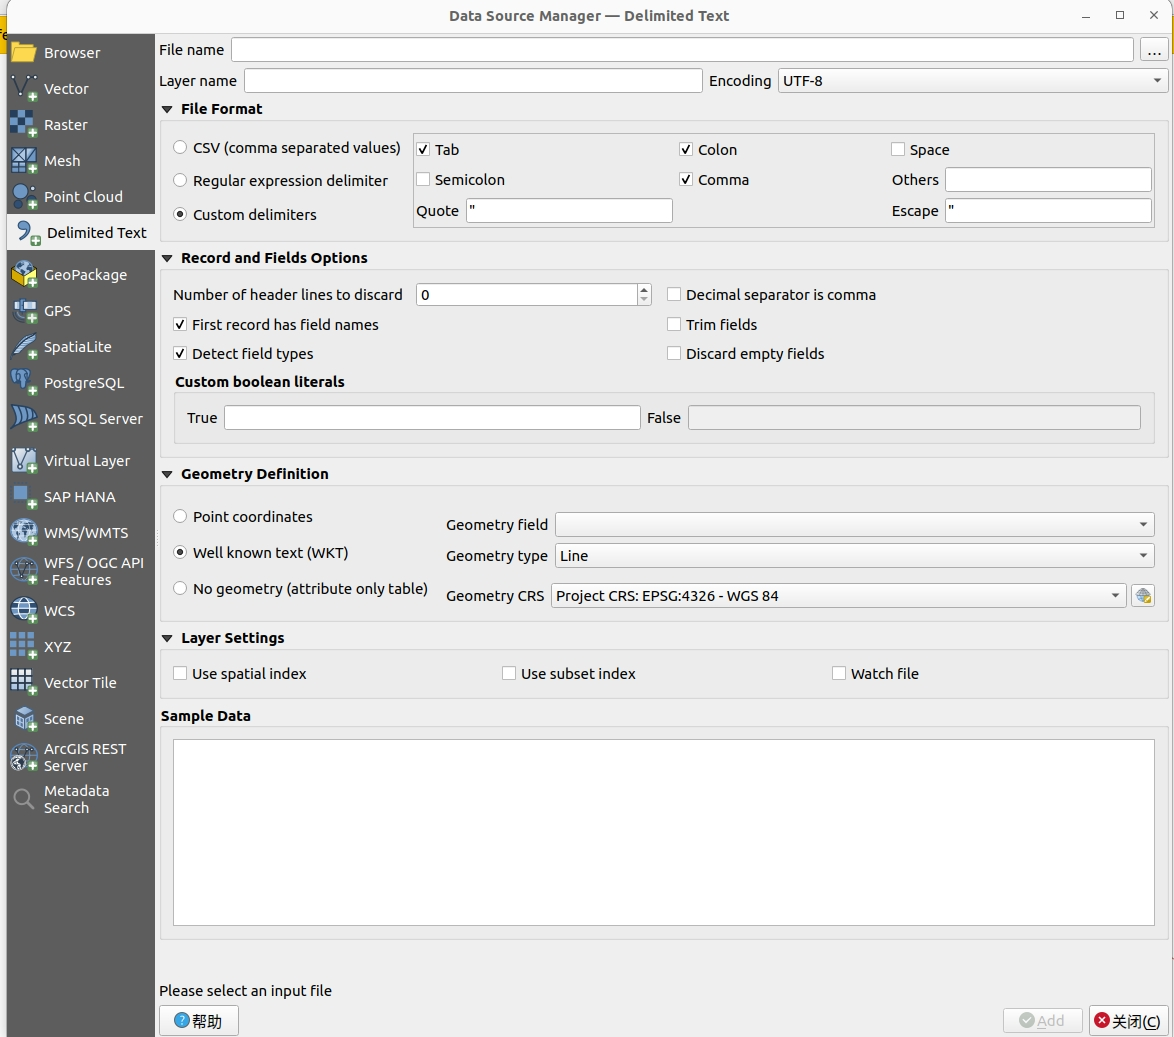 Data Source Manager — Delimited Text
Browser
Vector
Raster
Mesh
Point Cloud
Delimited Text
GeoPackage
GPS
SpatiaLite
PostgreSQL
MS SQL Server
Virtual Layer
SAP HANA
WMS/WMTS
WFS / OGC API
- Features
WCS
XYZ
Vector Tile
Scene
ArcGIS REST
Server
Metadata
Search
File name
...
Layer name Encoding UTF-8
File Format
CSV (comma separated values)
Regular expression delimiter
Custom delimiters
Tab Colon Space
Semicolon Comma Others
Quote " Escape "
Record and Fields Options
Number of header lines to discard 0 Decimal separator is comma
First record has field names Trim fields
Detect field types Discard empty fields
Custom boolean literals
True False
Geometry Definition
Point coordinates
Well known text (WKT)
No geometry (attribute only table)
Geometry field
Geometry type Line
Geometry CRS Project CRS: EPSG:4326 - WGS 84
Layer Settings
Use spatial index Use subset index Watch file
Sample Data
Please select an input file
帮助 Add 关闭(C)